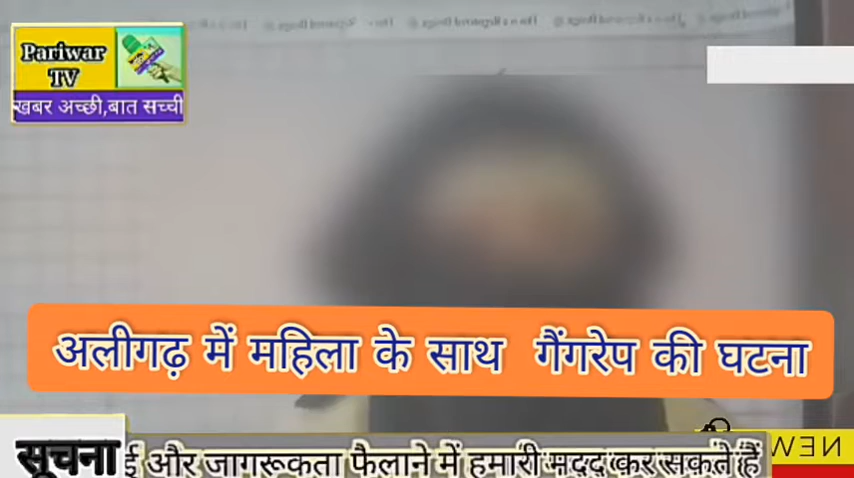 Pariwar
TV
खबर अच्छी,बात सच्ची
अलीगढ़ में महिला के साथ गैंगरेप की घटना
सूचना ई और जागरूकता फैलाने में हमारी मदद कर सकते हैं
NEW